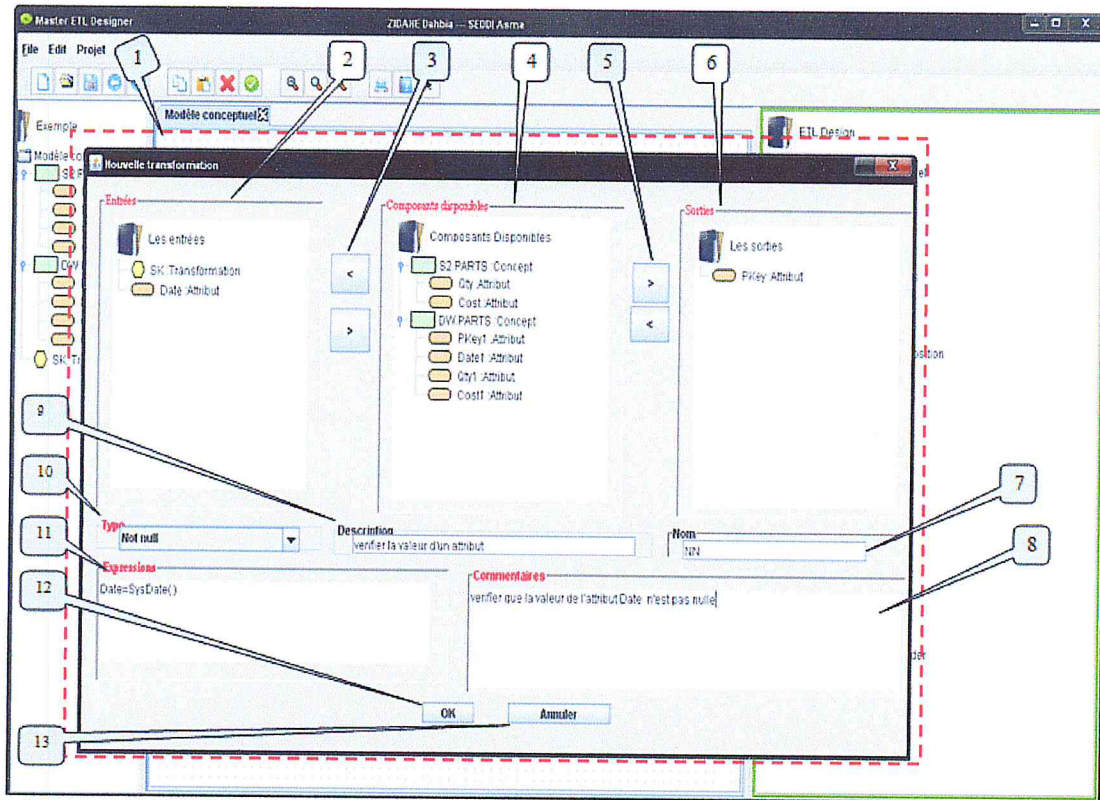 Master ETL Designer
ZIDANE Dahbia --- SEDDI Asma
File Edit Projet
1
2
3
4
5
6
Modèle conceptuel
Exemple
ETL Design
Nouvelle transformation
Entrées
Composants disponibles
Sorties
Les entrées
Composants Disponibles
Les sorties
SK :Transformation
Date :Attribut
<
>
S2.PARTS :Concept
Qty :Attribut
Cost :Attribut
DW.PARTS :Concept
PKey1 :Attribut
Date1 :Attribut
Qty1 :Attribut
Cost1 :Attribut
>
<
PKey :Attribut
9
10
11
12
13
7
8
Type
Not null
Description
verifier la valeur d'un attribut
Nom
NN
Expressions
Date=SysDate()
Commentaires
verifier que la valeur de l'attribut Date n'est pas nulle
OK
Annuler